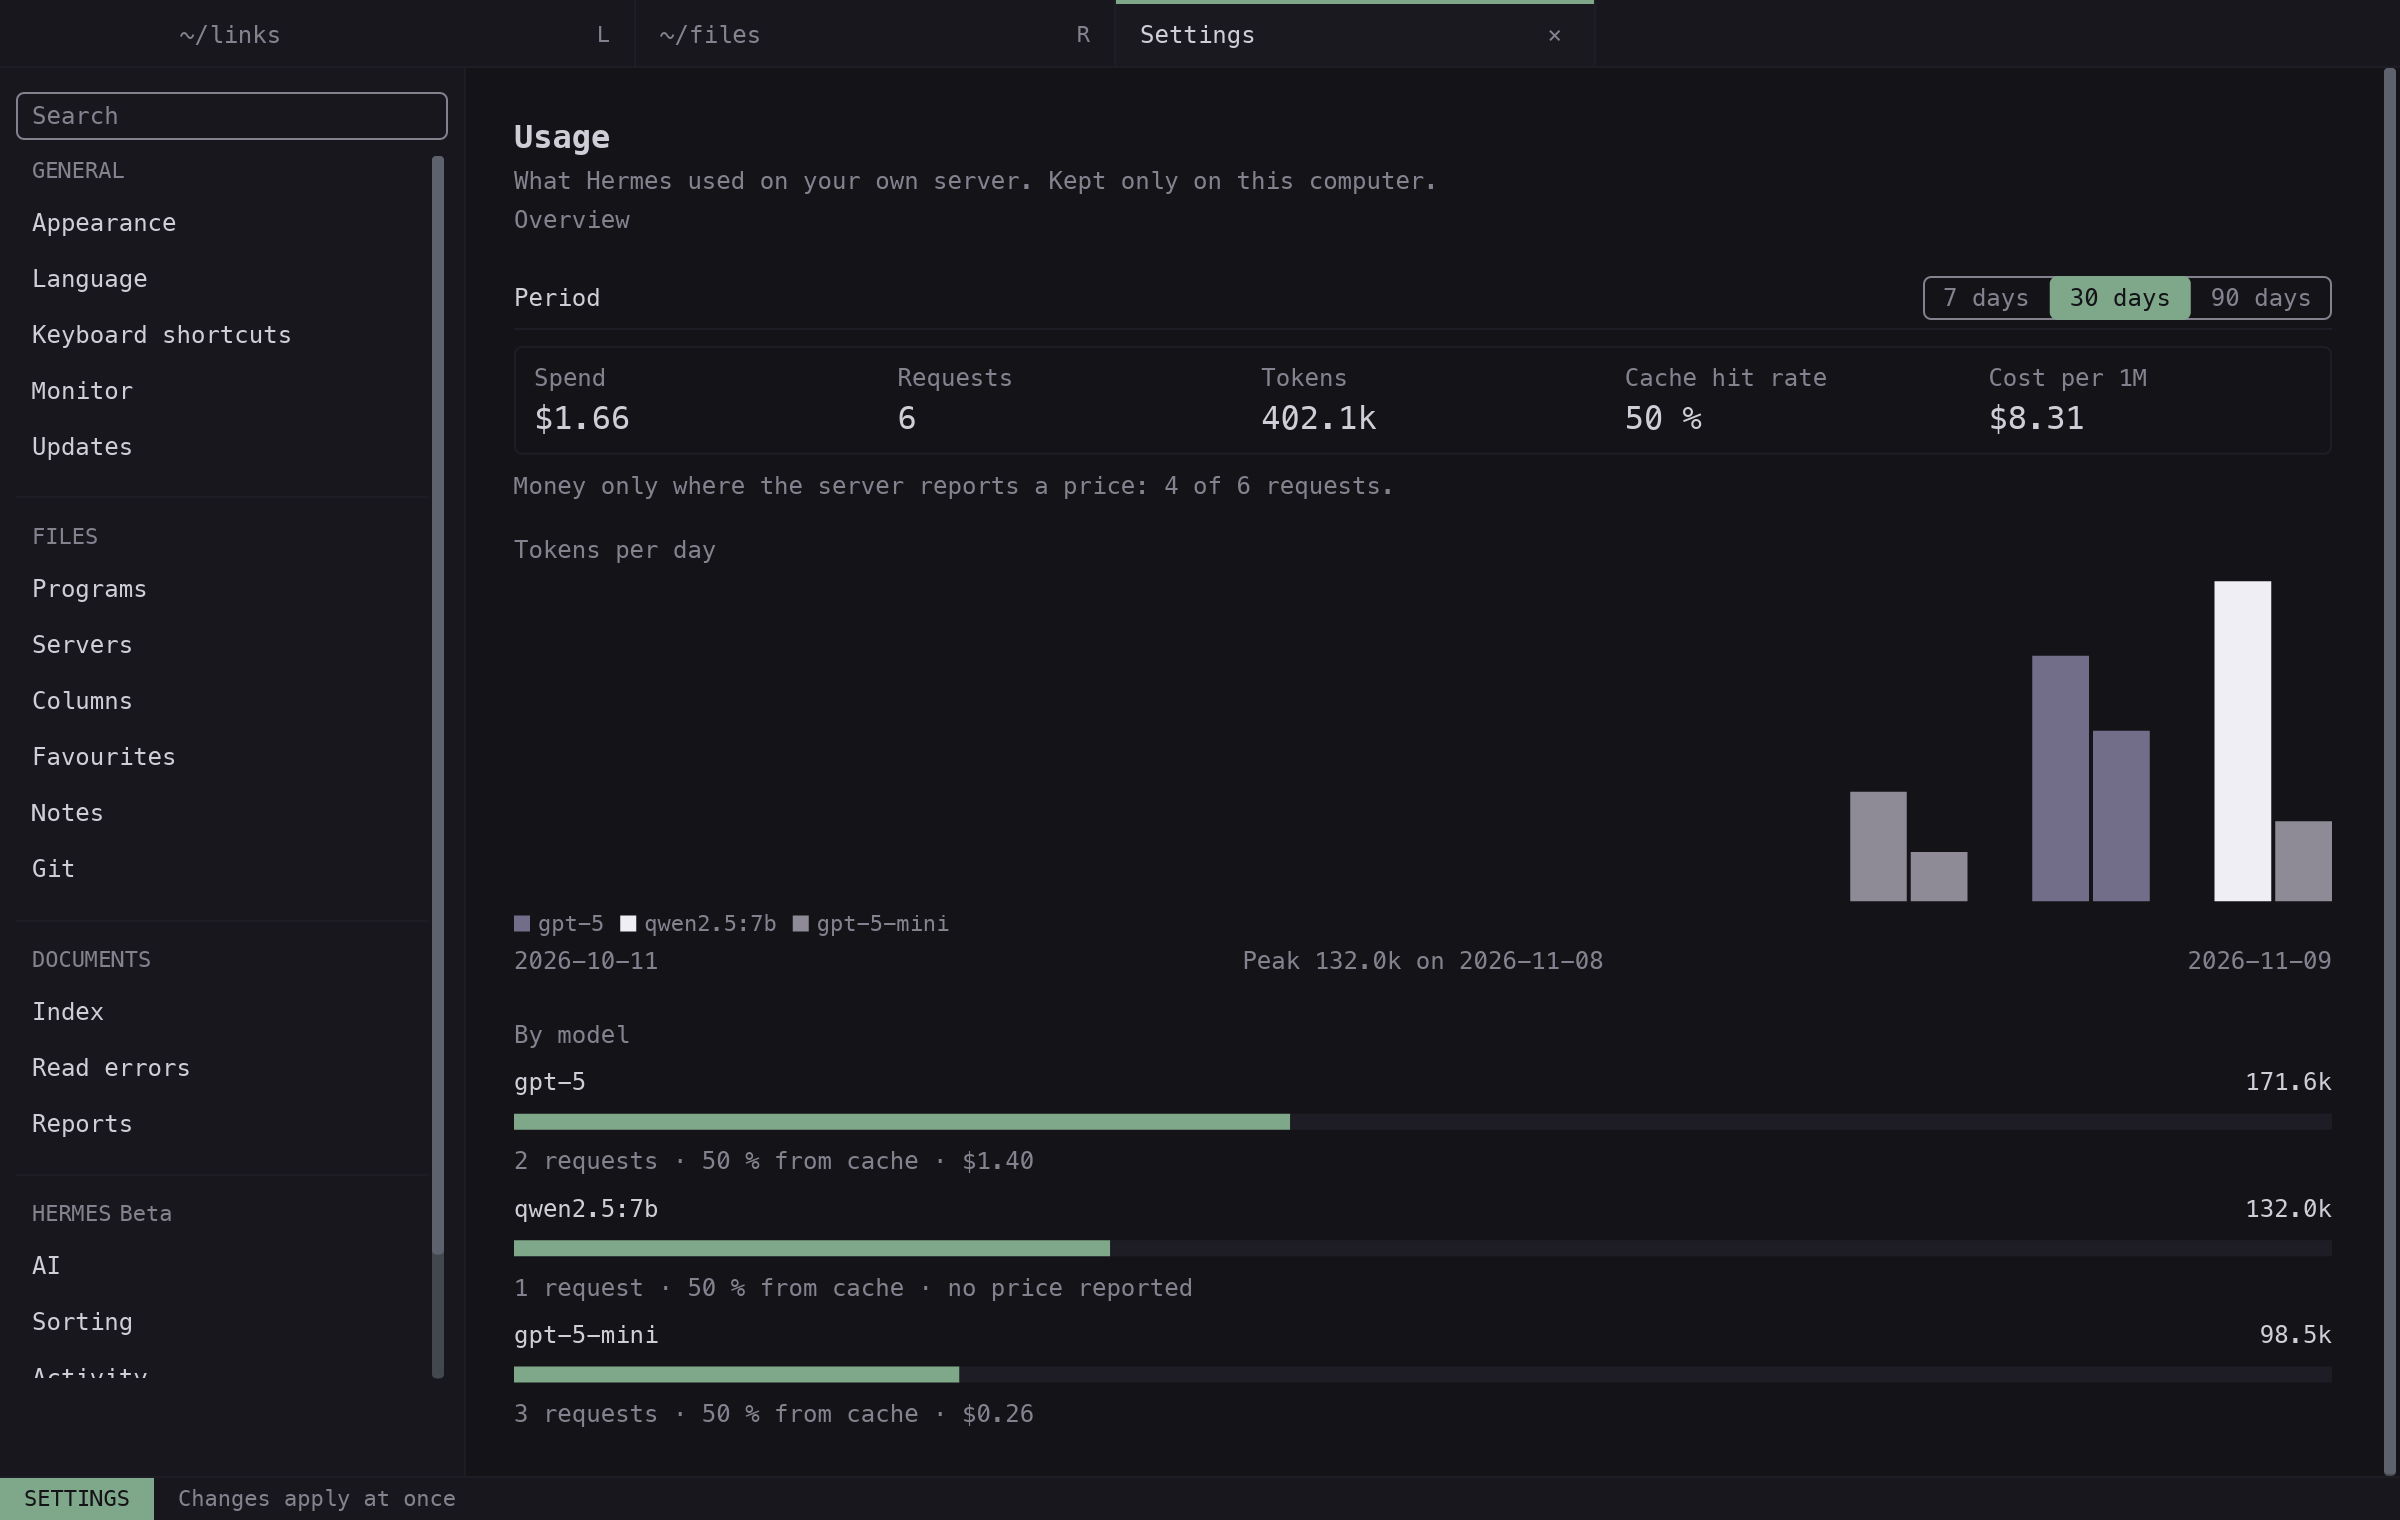 ~/links L ~/files R Settings ×
Search
GENERAL
Appearance
Language
Keyboard shortcuts
Monitor
Updates
FILES
Programs
Servers
Columns
Favourites
Notes
Git
DOCUMENTS
Index
Read errors
Reports
HERMES Beta
AI
Sorting
Activity
Usage
What Hermes used on your own server. Kept only on this computer.
Overview
Period 7 days 30 days 90 days
Spend Requests Tokens Cache hit rate Cost per 1M
$1.66 6 402.1k 50 % $8.31
Money only where the server reports a price: 4 of 6 requests.
Tokens per day
gpt-5 qwen2.5:7b gpt-5-mini
2026-10-11 Peak 132.0k on 2026-11-08 2026-11-09
By model
gpt-5 171.6k
2 requests · 50 % from cache · $1.40
qwen2.5:7b 132.0k
1 request · 50 % from cache · no price reported
gpt-5-mini 98.5k
3 requests · 50 % from cache · $0.26
SETTINGS Changes apply at once